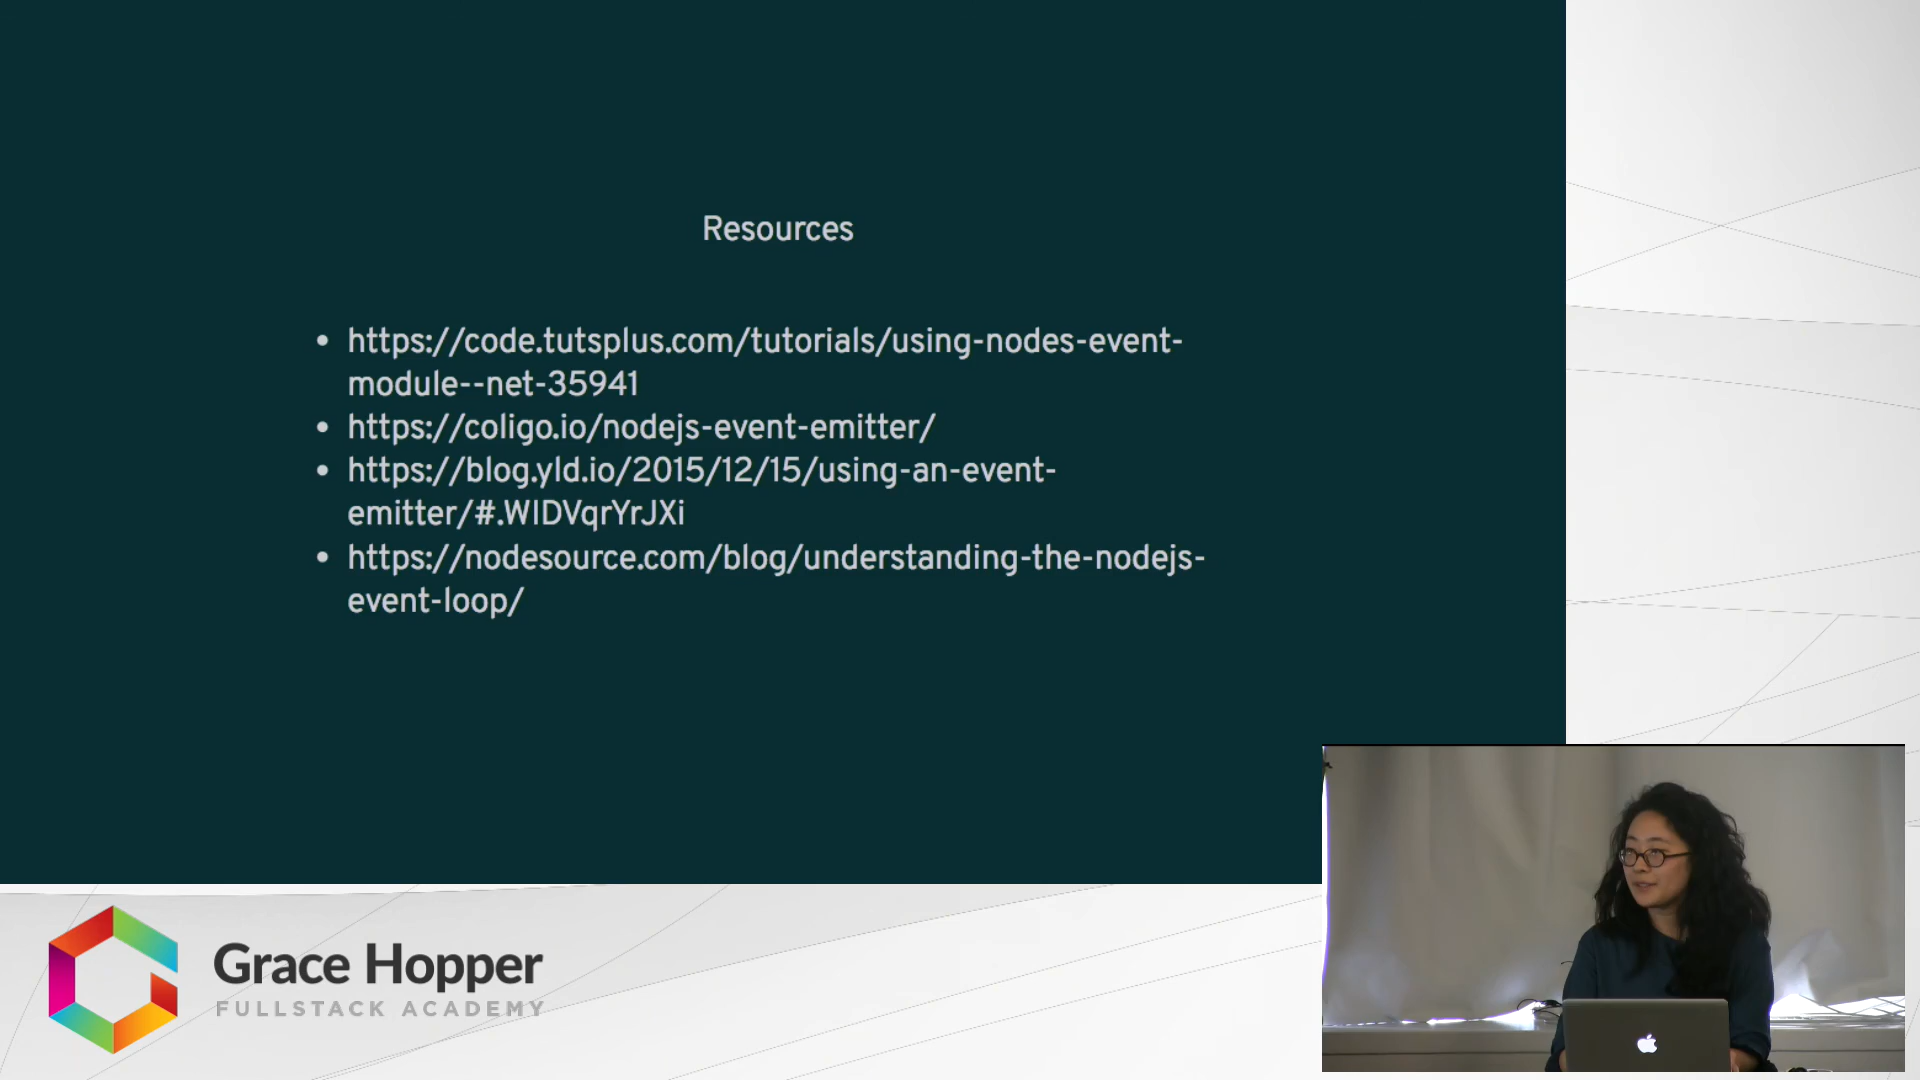 Resources
https://code.tutsplus.com/tutorials/using-nodes-event-
module--net-35941
https://coligo.io/nodejs-event-emitter/
https://blog.yld.io/2015/12/15/using-an-event-
emitter/#.WIDVqrYrJXi
https://nodesource.com/blog/understanding-the-nodejs-
event-loop/
Grace Hopper
FULLSTACK ACADEMY